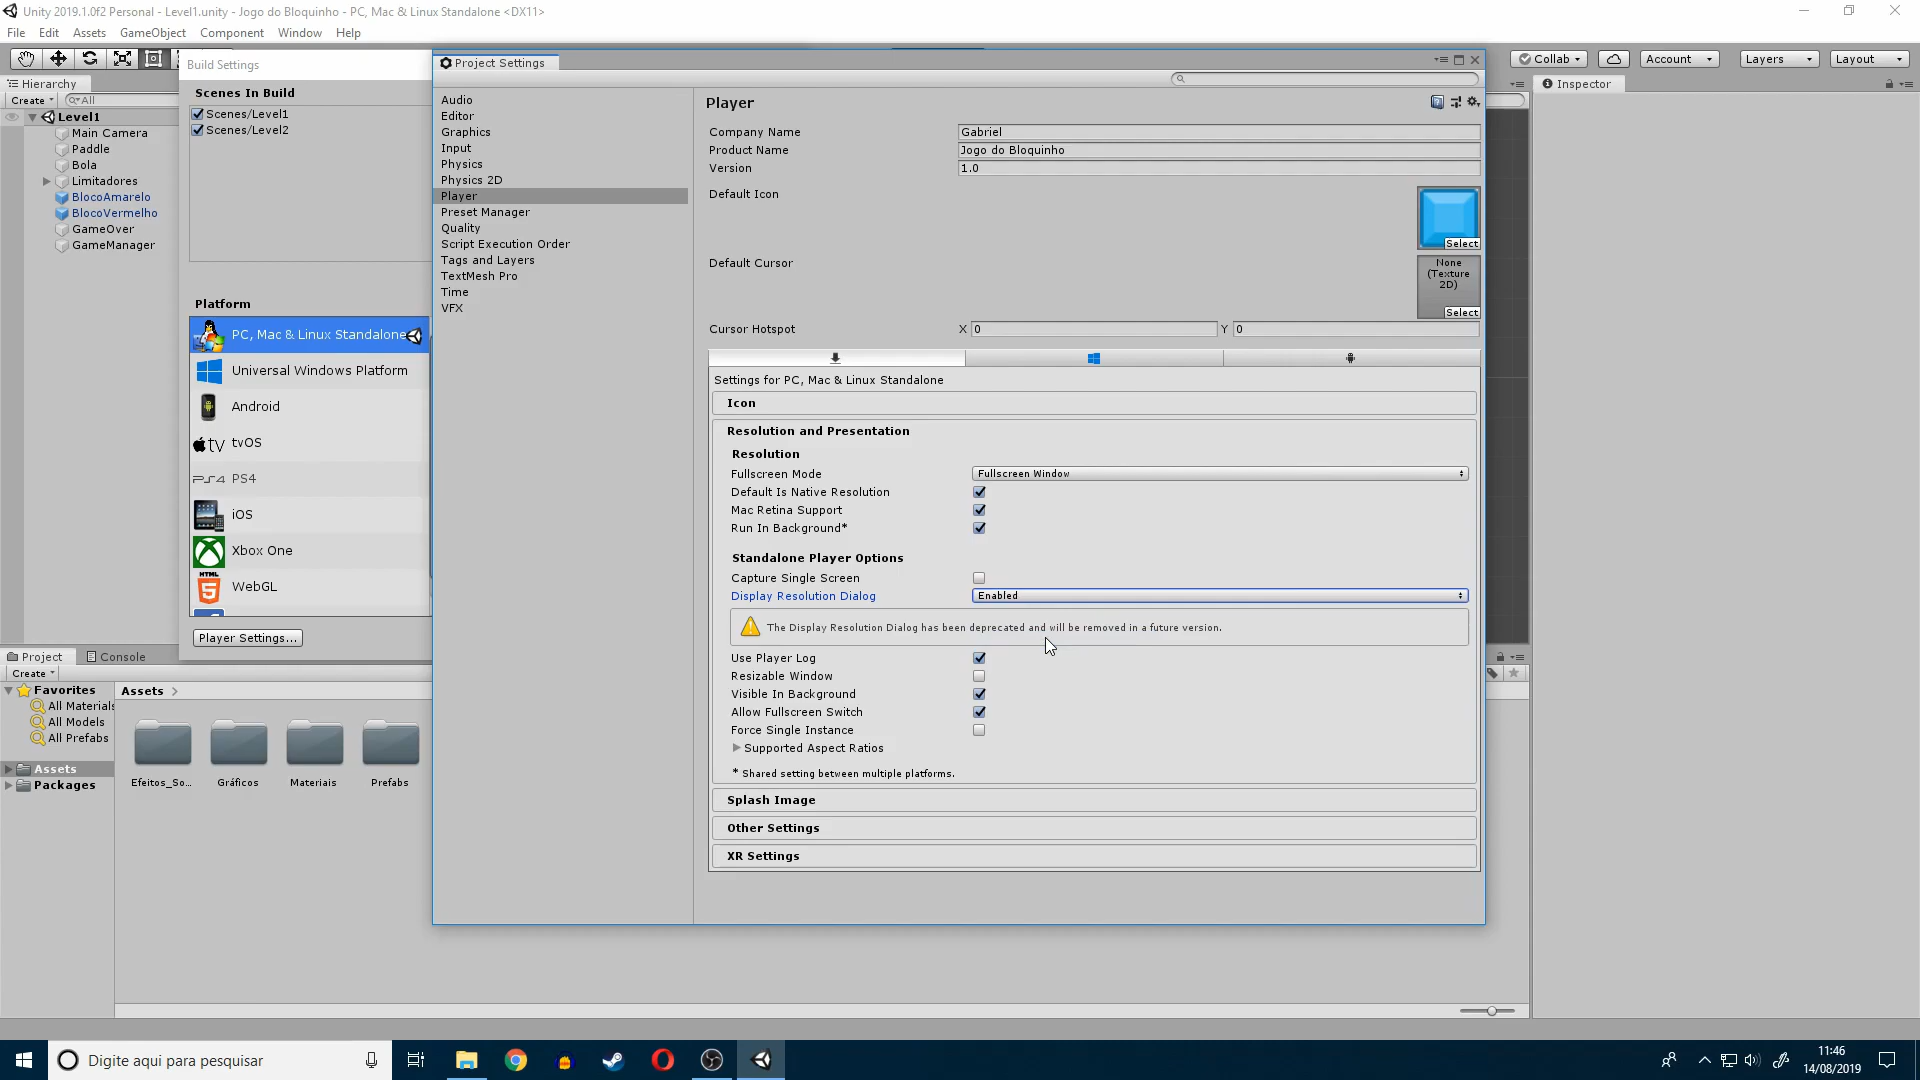 Unity 2019.1.0f2 Personal - Level1.unity - Jogo do Bloquinho - PC, Mac & Linux Standalone <DX11>
File Edit Assets GameObject Component Window Help
Collab Account Layers Layout
Hierarchy
Create All
Level1
Main Camera
Paddle
Bola
Limitadores
BlocoAmarelo
BlocoVermelho
GameOver
GameManager
Build Settings
Scenes In Build
Scenes/Level1
Scenes/Level2
Platform
PC, Mac & Linux Standalone
Universal Windows Platform
Android
tv tvOS
PS4 PS4
iOS
Xbox One
HTML
5 WebGL
Player Settings...
Project Settings
Audio
Editor
Graphics
Input
Physics
Physics 2D
Player
Preset Manager
Quality
Script Execution Order
Tags and Layers
TextMesh Pro
Time
VFX
Player
Company Name Gabriel
Product Name Jogo do Bloquinho
Version 1.0
Default Icon
Select
Default Cursor
None
(Texture
2D)
Select
Cursor Hotspot X 0 Y 0
Settings for PC, Mac & Linux Standalone
Icon
Resolution and Presentation
Resolution
Fullscreen Mode Fullscreen Window
Default Is Native Resolution
Mac Retina Support
Run In Background*
Standalone Player Options
Capture Single Screen
Display Resolution Dialog Enabled
The Display Resolution Dialog has been deprecated and will be removed in a future version.
Use Player Log
Resizable Window
Visible In Background
Allow Fullscreen Switch
Force Single Instance
Supported Aspect Ratios
* Shared setting between multiple platforms.
Splash Image
Other Settings
XR Settings
Inspector
Project Console
Create
Favorites
All Materials
All Models
All Prefabs
Assets
Packages
Assets
Efeitos_So... Gráficos Materiais Prefabs
Digite aqui para pesquisar
11:46
14/08/2019